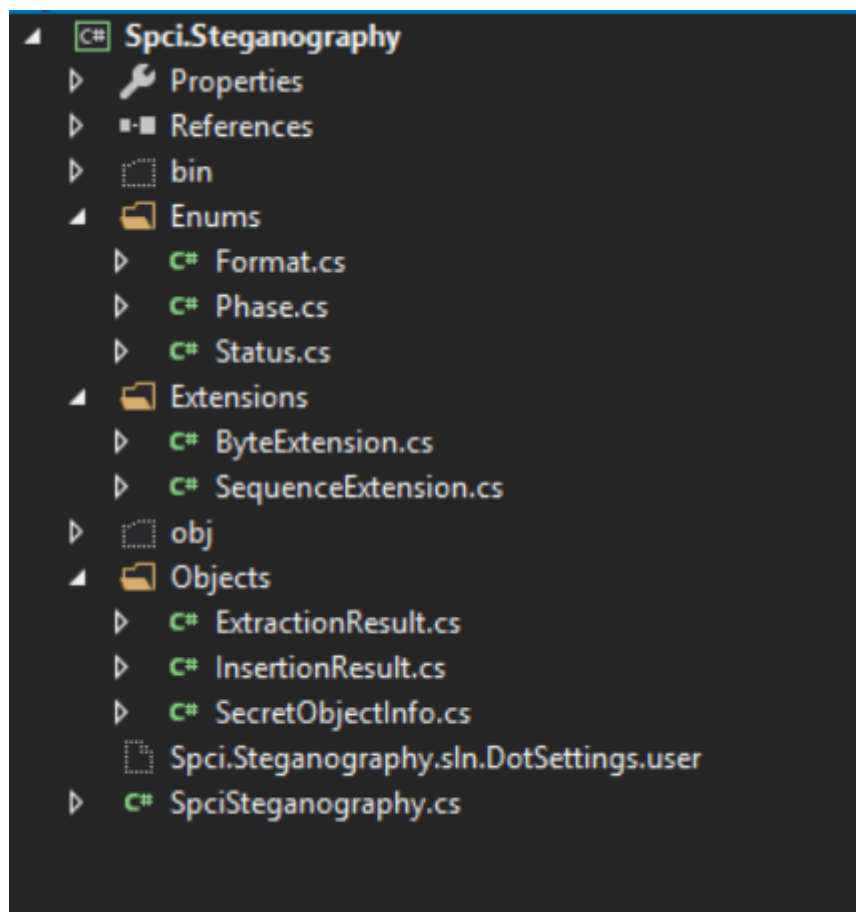 C# Spci.Steganography
Properties
References
bin
Enums
C# Format.cs
C# Phase.cs
C# Status.cs
Extensions
C# ByteExtension.cs
C# SequenceExtension.cs
obj
Objects
C# ExtractionResult.cs
C# InsertionResult.cs
C# SecretObjectInfo.cs
Spci.Steganography.sln.DotSettings.user
C# SpciSteganography.cs